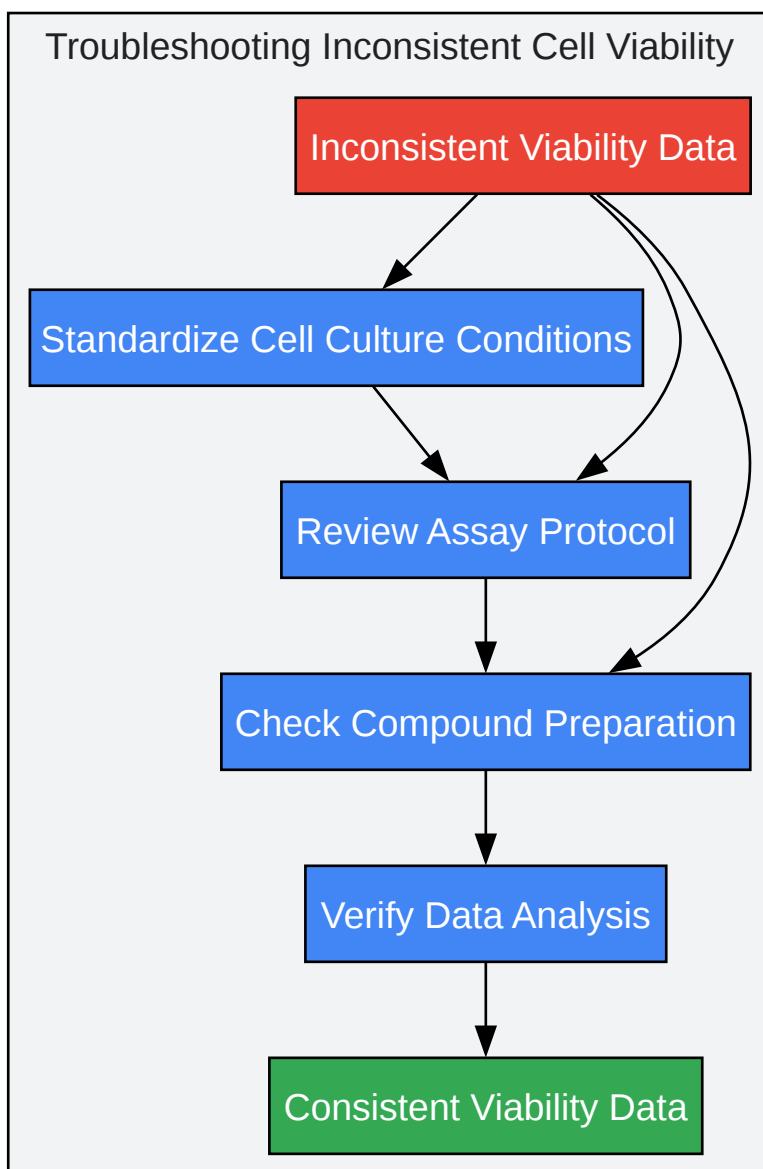 Troubleshooting Inconsistent Cell Viability
Inconsistent Viability Data
Standardize Cell Culture Conditions
Review Assay Protocol
Check Compound Preparation
Verify Data Analysis
Consistent Viability Data